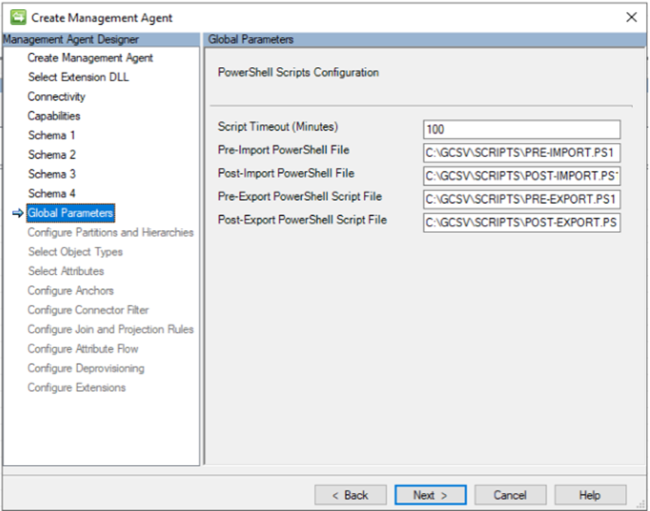 Create Management Agent
Management Agent Designer
Create Management Agent
Select Extension DLL
Connectivity
Capabilities
Schema 1
Schema 2
Schema 3
Schema 4
Global Parameters
Configure Partitions and Hierarchies
Select Object Types
Select Attributes
Configure Anchors
Configure Connector Filter
Configure Join and Projection Rules
Configure Attribute Flow
Configure Deprovisioning
Configure Extensions
Global Parameters
PowerShell Scripts Configuration
Script Timeout (Minutes) 100
Pre-Import PowerShell File C:\GCSV\SCRIPTS\PRE-IMPORT.PS1
Post-Import PowerShell File C:\GCSV\SCRIPTS\POST-IMPORT.PS
Pre-Export PowerShell Script File C:\GCSV\SCRIPTS\PRE-EXPORT.PS1
Post-Export PowerShell Script File C:\GCSV\SCRIPTS\POST-EXPORT.PS
< Back Next > Cancel Help